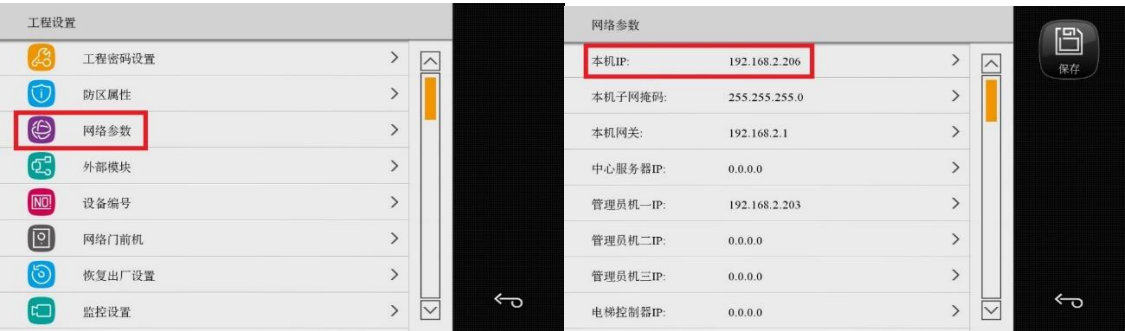 工程设置
工程密码设置
防区属性
网络参数
外部模块
NO!
设备编号
网络门前机
恢复出厂设置
监控设置
网络参数
保存
本机IP: 192.168.2.206
本机子网掩码: 255.255.255.0
本机网关: 192.168.2.1
中心服务器IP: 0.0.0.0
管理员机一IP: 192.168.2.203
管理员机二IP: 0.0.0.0
管理员机三IP: 0.0.0.0
电梯控制器IP: 0.0.0.0